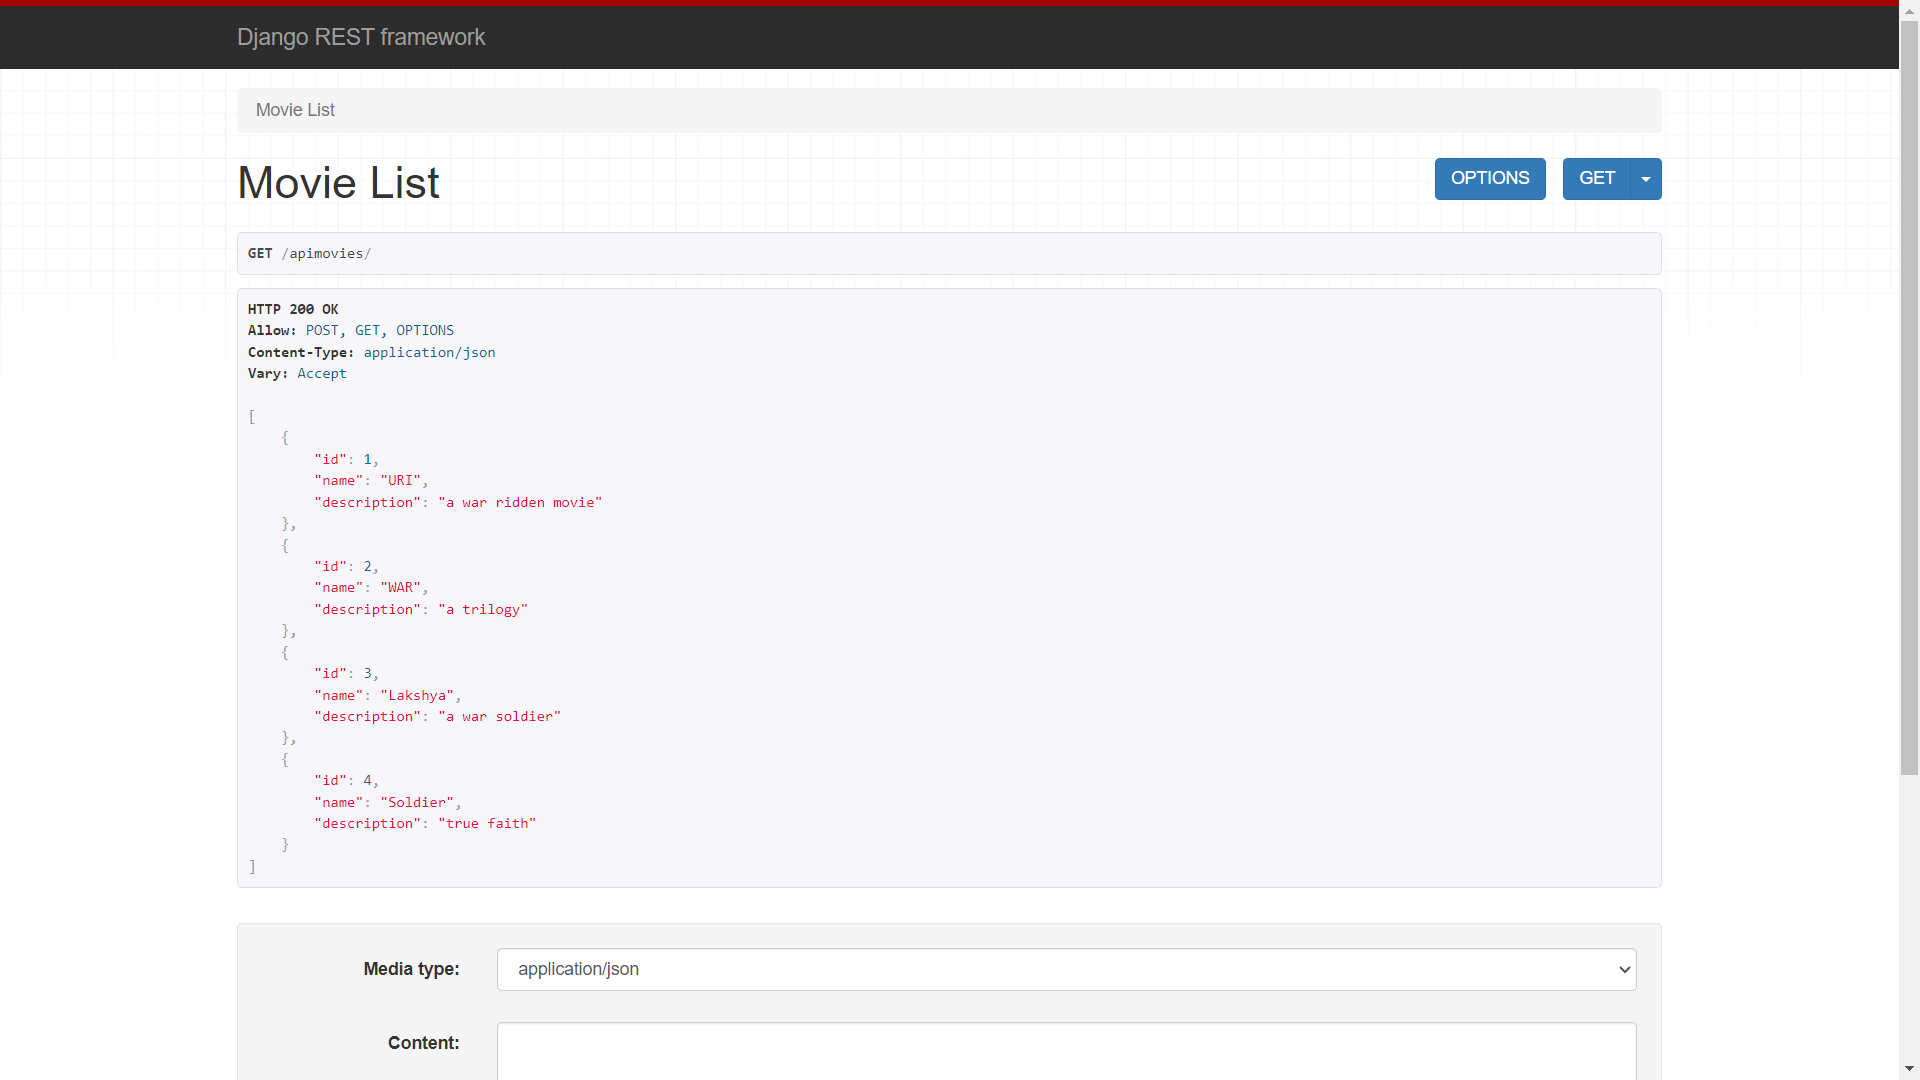 Django REST framework
Movie List
Movie List
OPTIONS
GET
GET /apimovies/
HTTP 200 OK
Allow: POST, GET, OPTIONS
Content-Type: application/json
Vary: Accept
[
    {
        "id": 1,
        "name": "URI",
        "description": "a war ridden movie"
    },
    {
        "id": 2,
        "name": "WAR",
        "description": "a trilogy"
    },
    {
        "id": 3,
        "name": "Lakshya",
        "description": "a war soldier"
    },
    {
        "id": 4,
        "name": "Soldier",
        "description": "true faith"
    }
]
Media type:
application/json
Content: